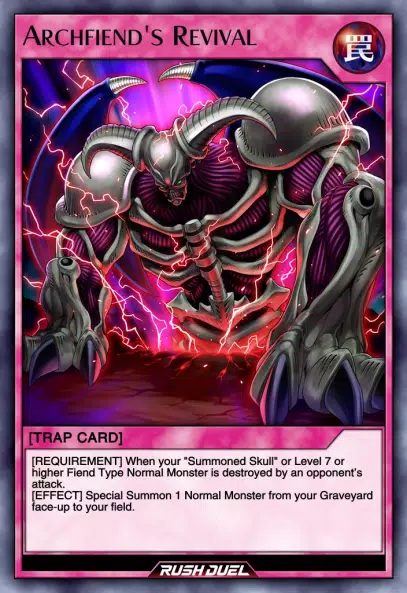 Archfiend's Revival
罠
[TRAP CARD]
[REQUIREMENT] When your "Summoned Skull" or Level 7 or
higher Fiend Type Normal Monster is destroyed by an opponent's
attack.
[EFFECT] Special Summon 1 Normal Monster from your Graveyard
face-up to your field.
RUSH DUEL